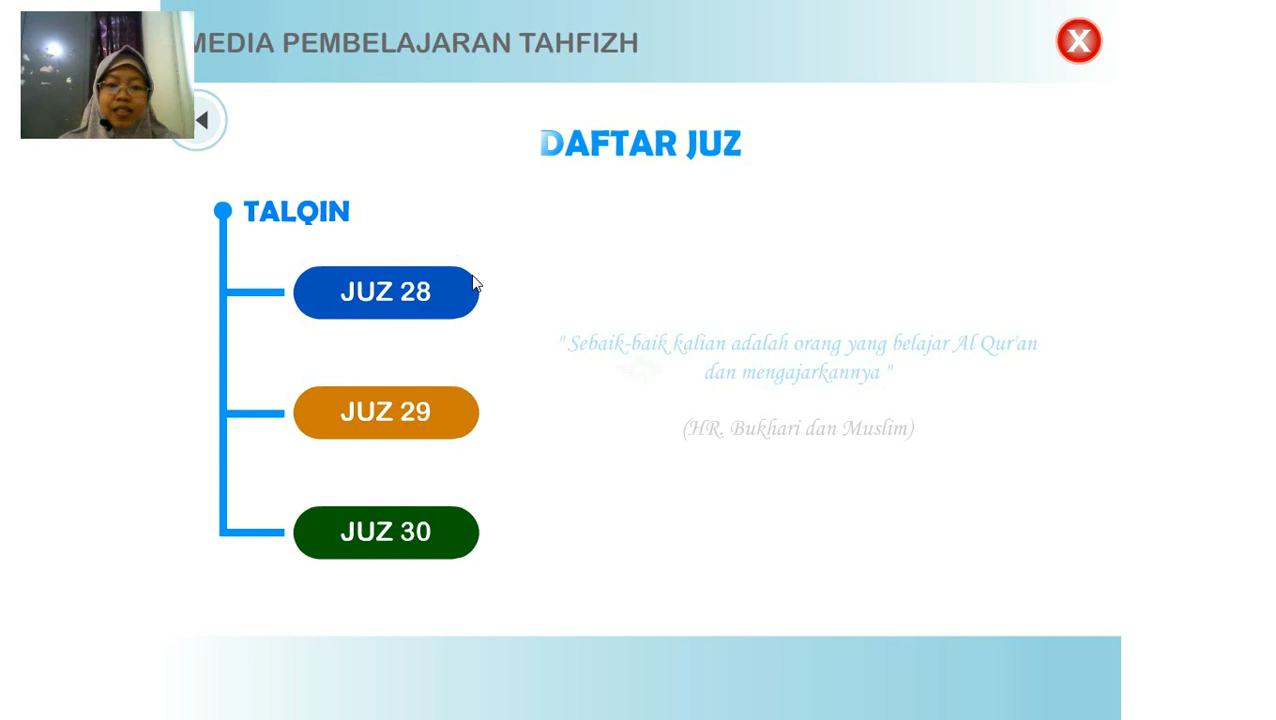 MEDIA PEMBELAJARAN TAHFIZH
X
DAFTAR JUZ
TALQIN
JUZ 28
JUZ 29
JUZ 30
" Sebaik-baik kalian adalah orang yang belajar Al Qur'an
dan mengajarkannya "
(HR. Bukhari dan Muslim)